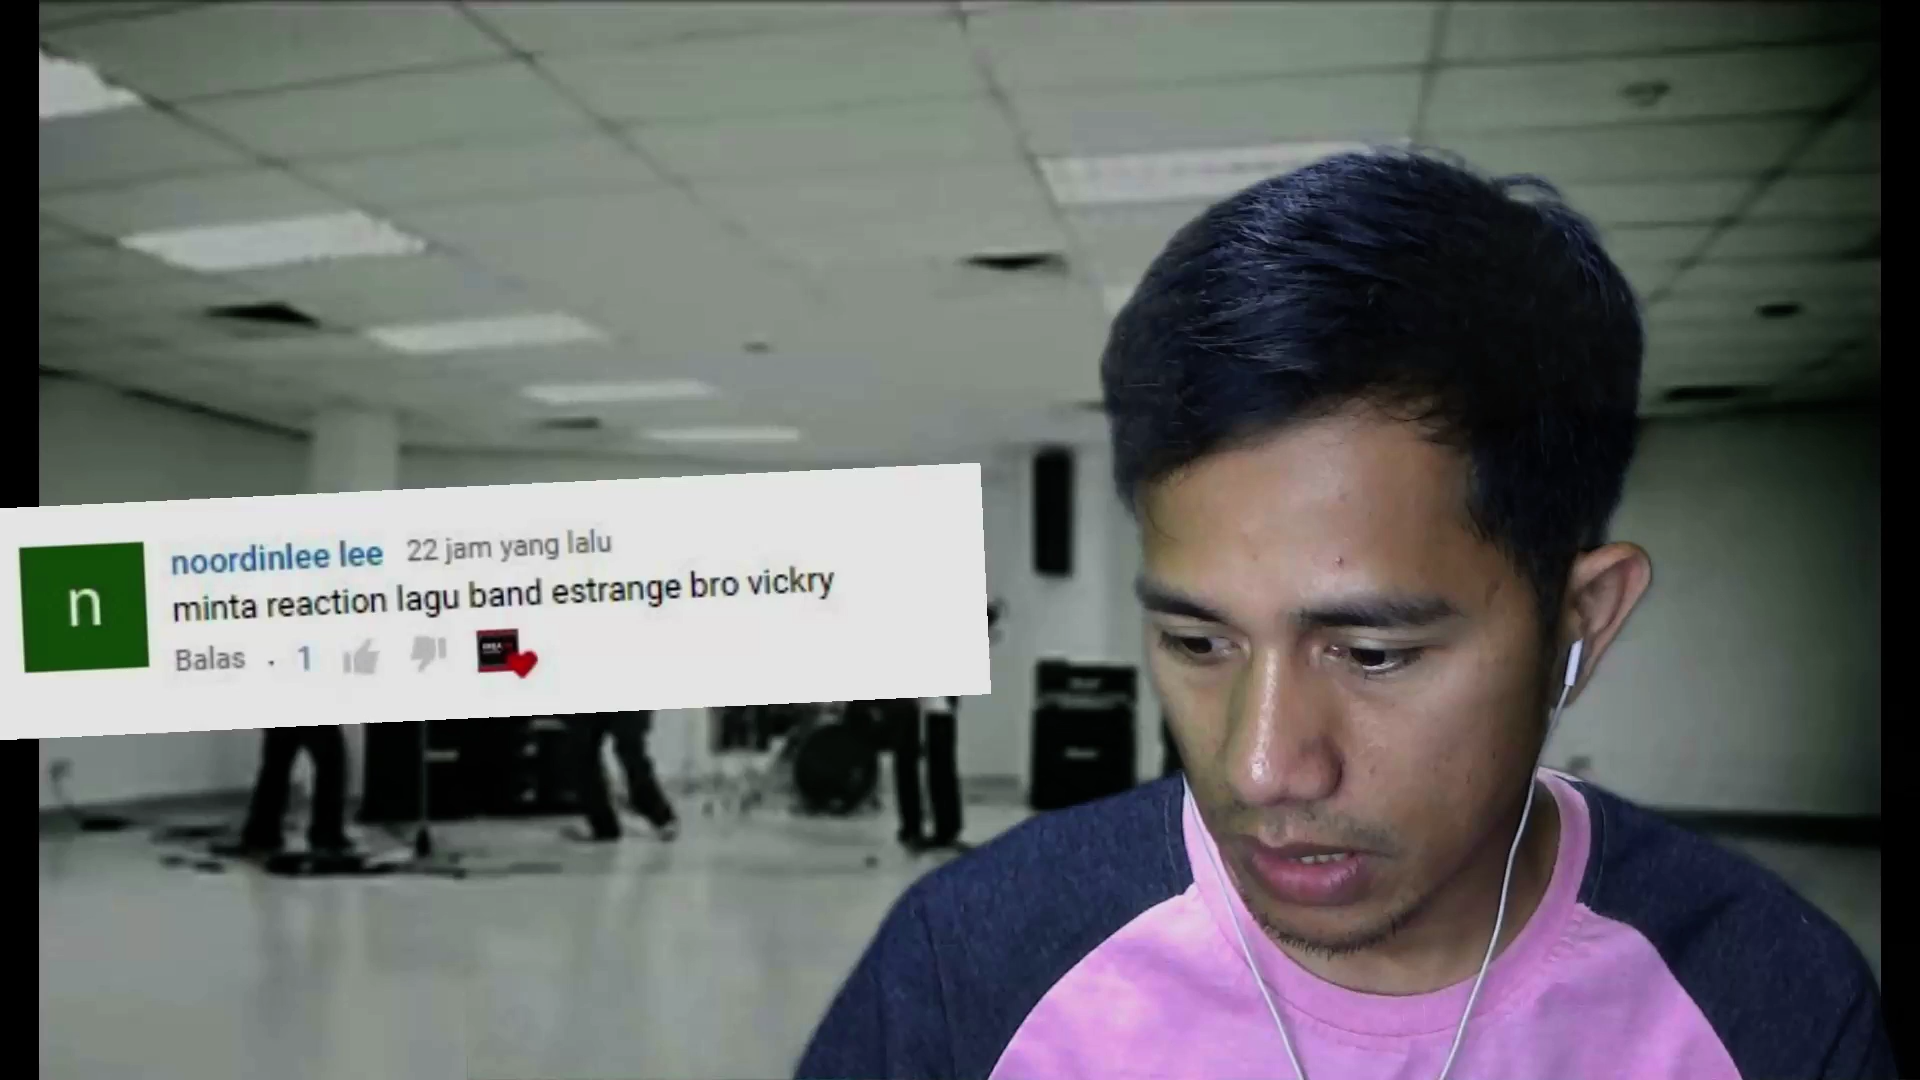 n
noordinlee lee 22 jam yang lalu
minta reaction lagu band estrange bro vickry
Balas . 1